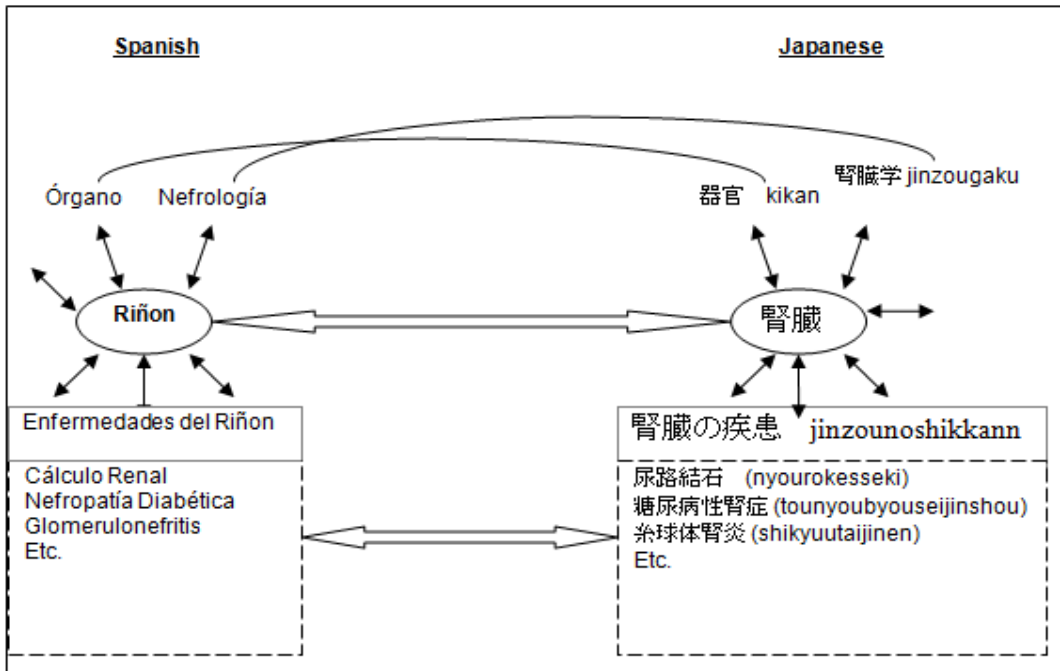 Spanish
Japanese
Órgano
Nefrología
器官 kikan
腎臓学 jinzougaku
Riñon
腎臓
Enfermedades del Riñon
Cálculo Renal
Nefropatía Diabética
Glomerulonefritis
Etc.
腎臓の疾患 jinzounoshikkann
尿路結石 (nyourokesseki)
糖尿病性腎症 (tounyoubyouseijinshou)
糸球体腎炎 (shikyuutaijinen)
Etc.